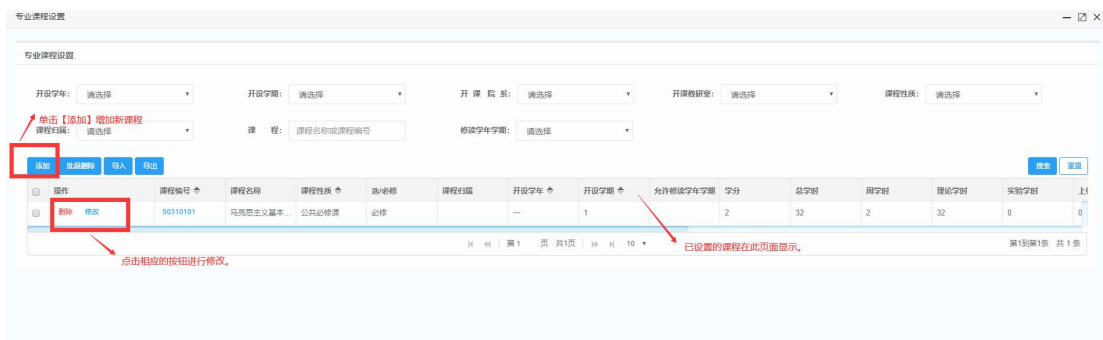 专业课程设置
专业课程设置
开设学年: 请选择 开设学期: 请选择 开 课 院 系: 请选择 开课教研室: 请选择 课程性质: 请选择
单击【添加】增加新课程
课程归属: 请选择 课 程: 课程名称或课程编号 修读学年学期: 请选择
添加 批量删除 导入 导出 搜索 重置
操作 课程编号 课程名称 课程性质 选/必修 课程归属 开设学年 开设学期 允许修读学年学期 学分 总学时 周学时 理论学时 实验学时
删除 修改 50310101 马克思主义基本... 公共必修课 必修 一 1 2 32 2 32 0 0
第 1 页 共1页 10 第1到第1条 共 1 条
已设置的课程在此页面显示。
点击相应的按钮进行修改。